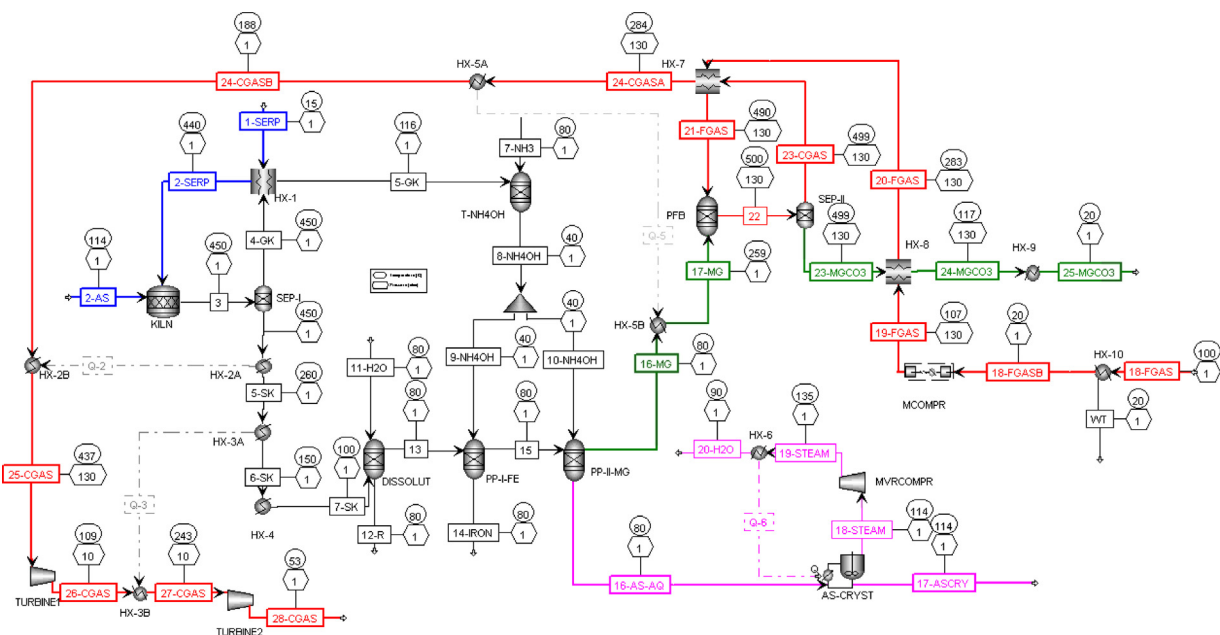 188
1
24-CGASB
HX-5A
284
130
24-CGASA
HX-7
15
1
1-SERP
440
1
2-SERP
HX-1
116
1
5-GK
80
1
7-NH3
T-NH4OH
490
130
21-FGAS
499
130
23-CGAS
500
130
22
PFB
SEP-II
283
130
20-FGAS
450
1
4-GK
114
1
2-AS
450
1
3
KILN
SEP-I
450
1
40
1
8-NH4OH
Temperature (C)
Pressure (atm)
Q-5
259
1
17-MG
499
130
23-MGCO3
HX-8
117
130
24-MGCO3
HX-9
20
1
25-MGCO3
HX-2B
Q-2
HX-2A
260
1
5-SK
HX-3A
150
1
6-SK
HX-4
100
1
7-SK
11-H2O
80
1
9-NH4OH
40
1
40
1
10-NH4OH
HX-5B
16-MG
80
1
107
130
19-FGAS
MCOMPR
20
1
18-FGASB
HX-10
18-FGAS
100
1
WT
20
1
80
1
13
DISSOLUT
80
1
15
PP-I-FE
PP-II-MG
12-R
80
1
14-IRON
80
1
80
1
16-AS-AQ
90
1
20-H2O
HX-6
135
1
19-STEAM
MVRCOMPR
Q-6
18-STEAM
114
1
114
1
Q
AS-CRYST
17-ASCRY
437
130
25-CGAS
Q-3
TURBINE1
109
10
26-CGAS
HX-3B
243
10
27-CGAS
TURBINE2
53
1
28-CGAS